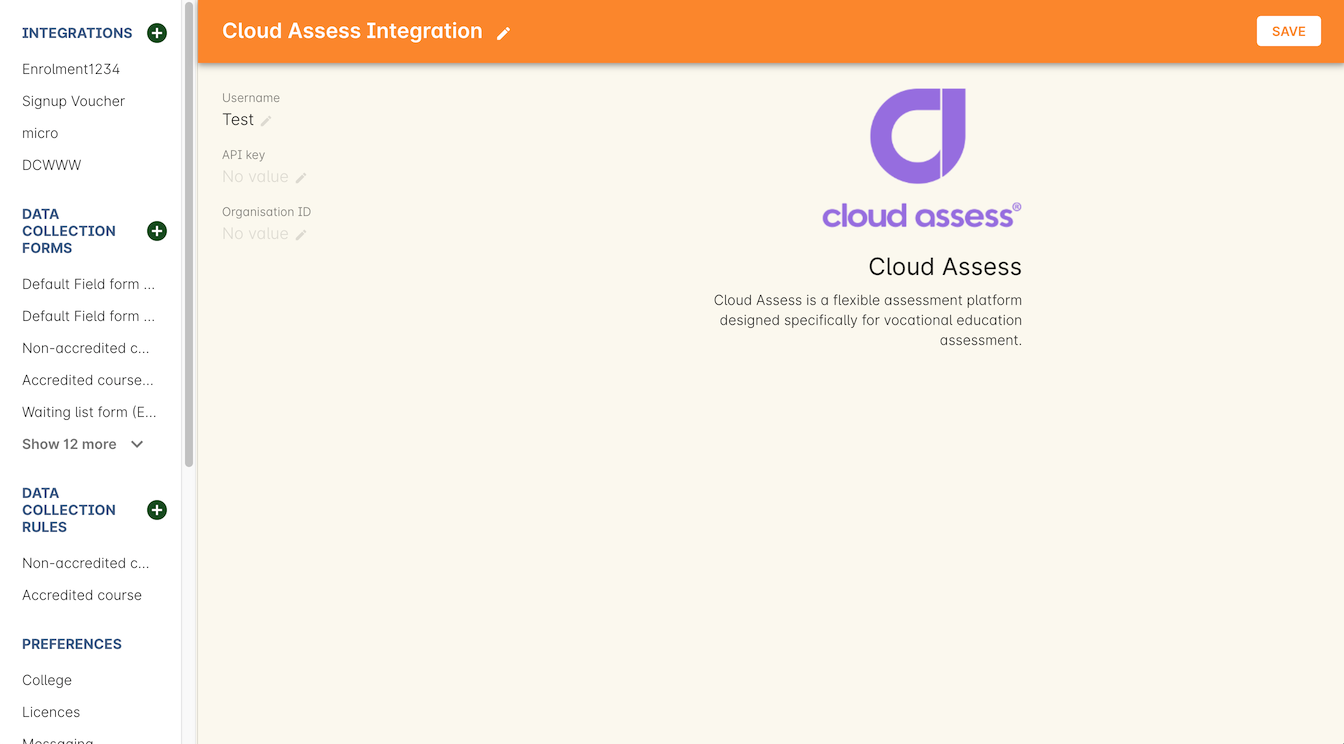 INTEGRATIONS
Enrolment1234
Signup Voucher
micro
DCWWW
DATA
COLLECTION
FORMS
Default Field form ...
Default Field form ...
Non-accredited c...
Accredited course...
Waiting list form (E...
Show 12 more
DATA
COLLECTION
RULES
Non-accredited c...
Accredited course
PREFERENCES
College
Licences
Messaging
Cloud Assess Integration
SAVE
Username
Test
API key
No value
Organisation ID
No value
cloud assess®
Cloud Assess
Cloud Assess is a flexible assessment platform
designed specifically for vocational education
assessment.